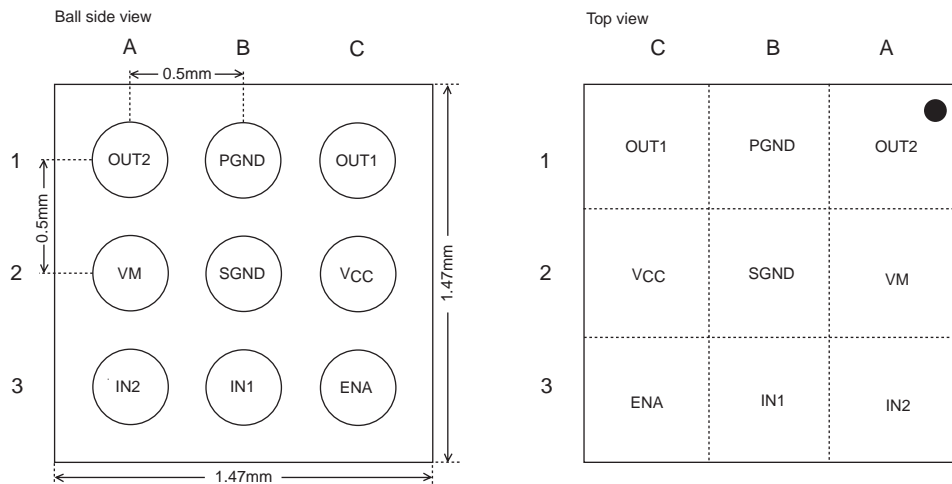 Ball side view
A B C
0.5mm
1 OUT2 PGND OUT1
0.5mm
2 VM SGND VCC
1.47mm
3 IN2 IN1 ENA
1.47mm
Top view
C B A
1 OUT1 PGND OUT2
2 VCC SGND VM
3 ENA IN1 IN2